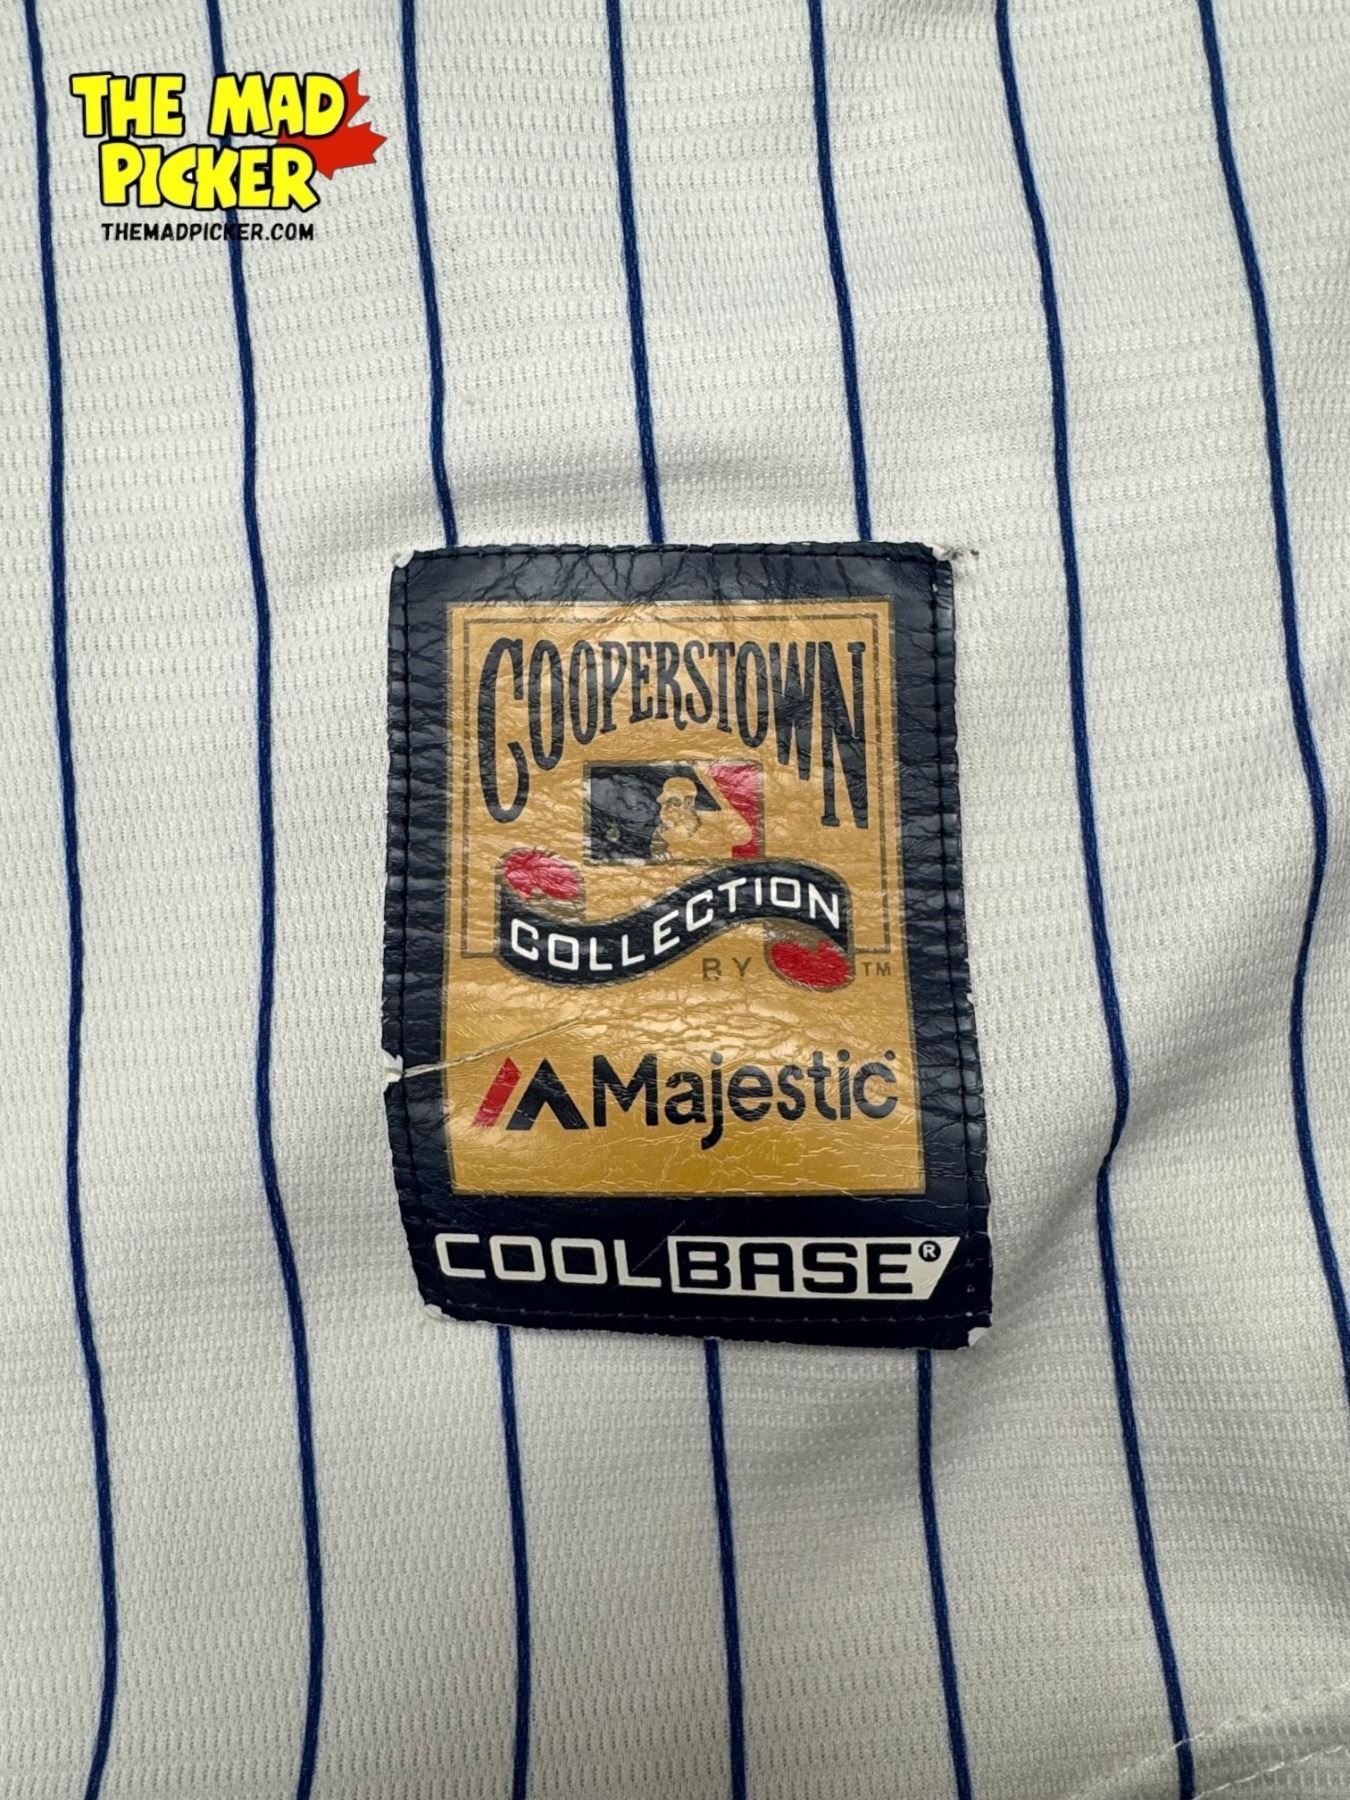 THE MAD
PICKER
THEMADPICKER.COM
COOPERSTOWN
COLLECTION
BY ™
Majestic
COOLBASE®